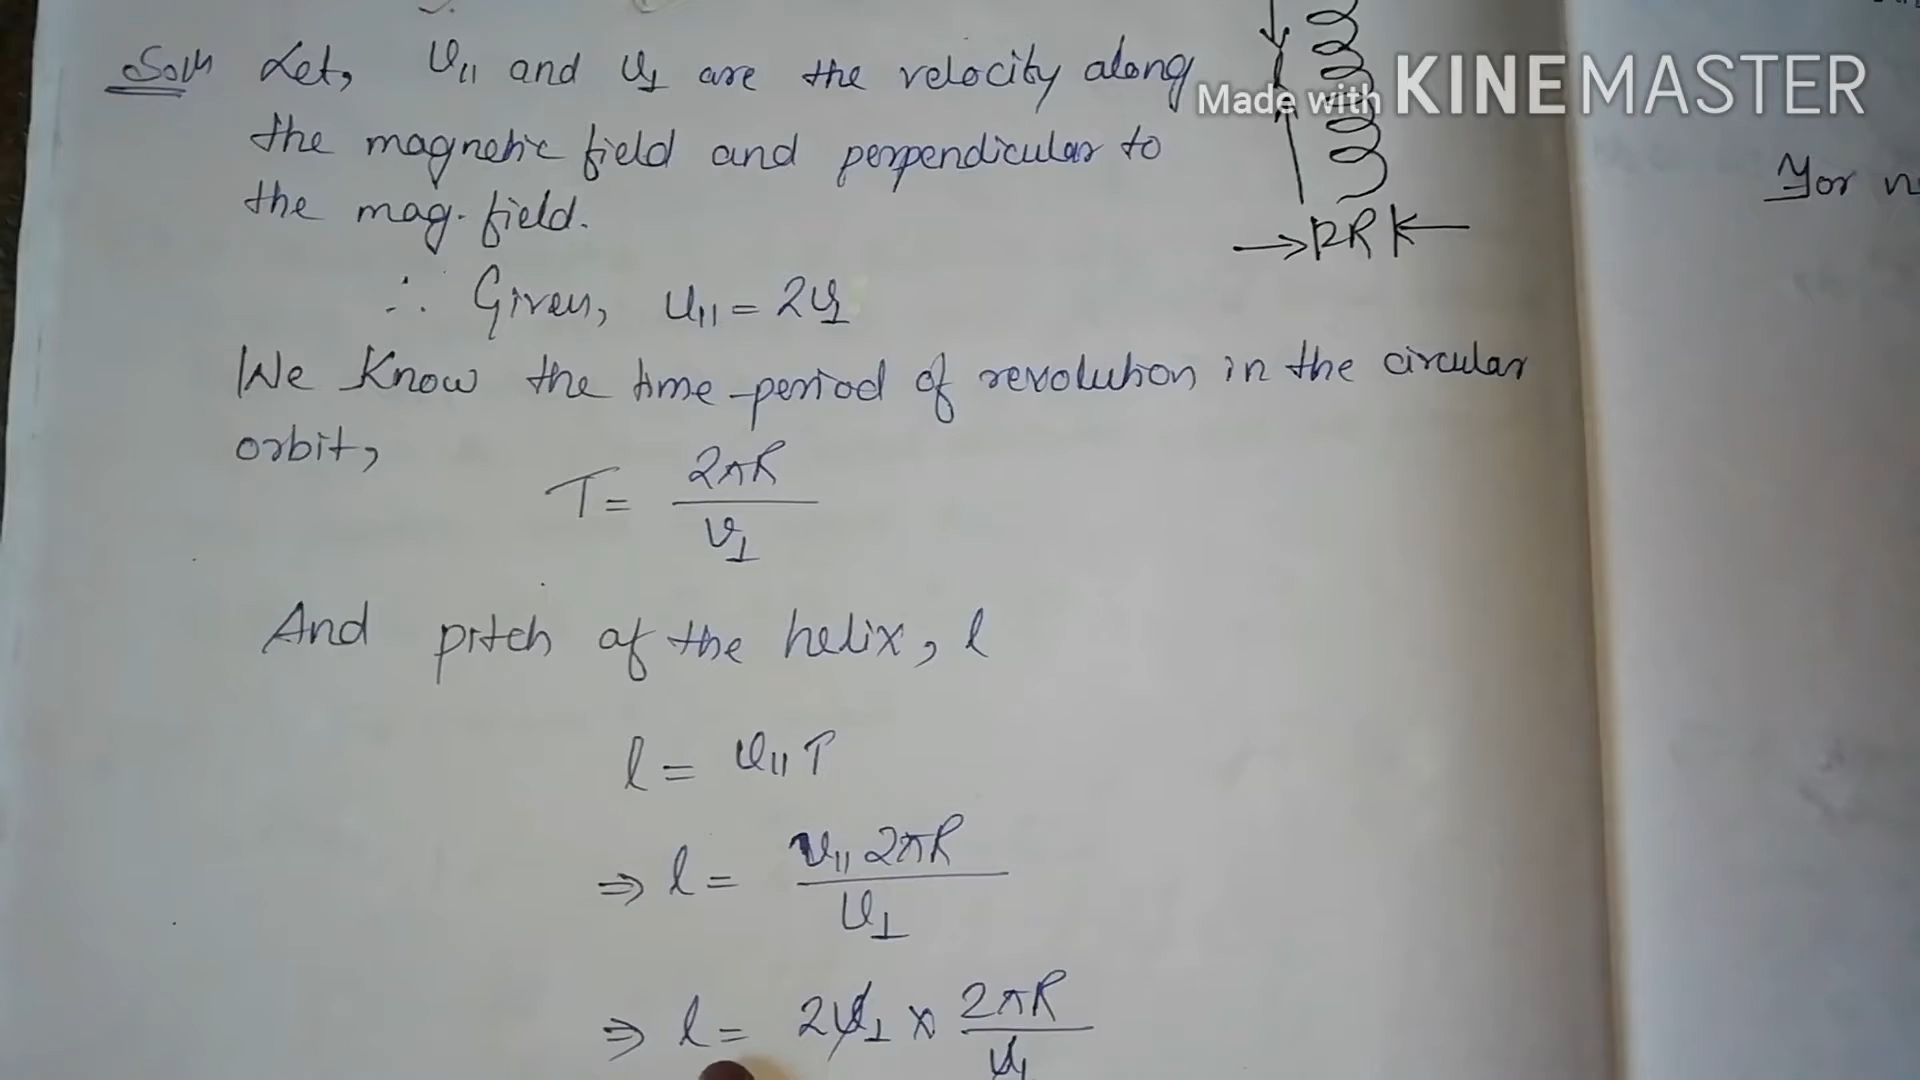 Soln Let, v∥ and v⊥ are the velocity along
the magnetic field and perpendicular to
the mag. field.
∴ Given, v∥ = 2v⊥
We Know the time-period of revolution in the circular
orbit,
T = 2πR / v⊥
And pitch of the helix, l
l = v∥T
⇒ l = v∥ 2πR / v⊥
⇒ l = 2v⊥ × 2πR / v⊥
Made with KINEMASTER